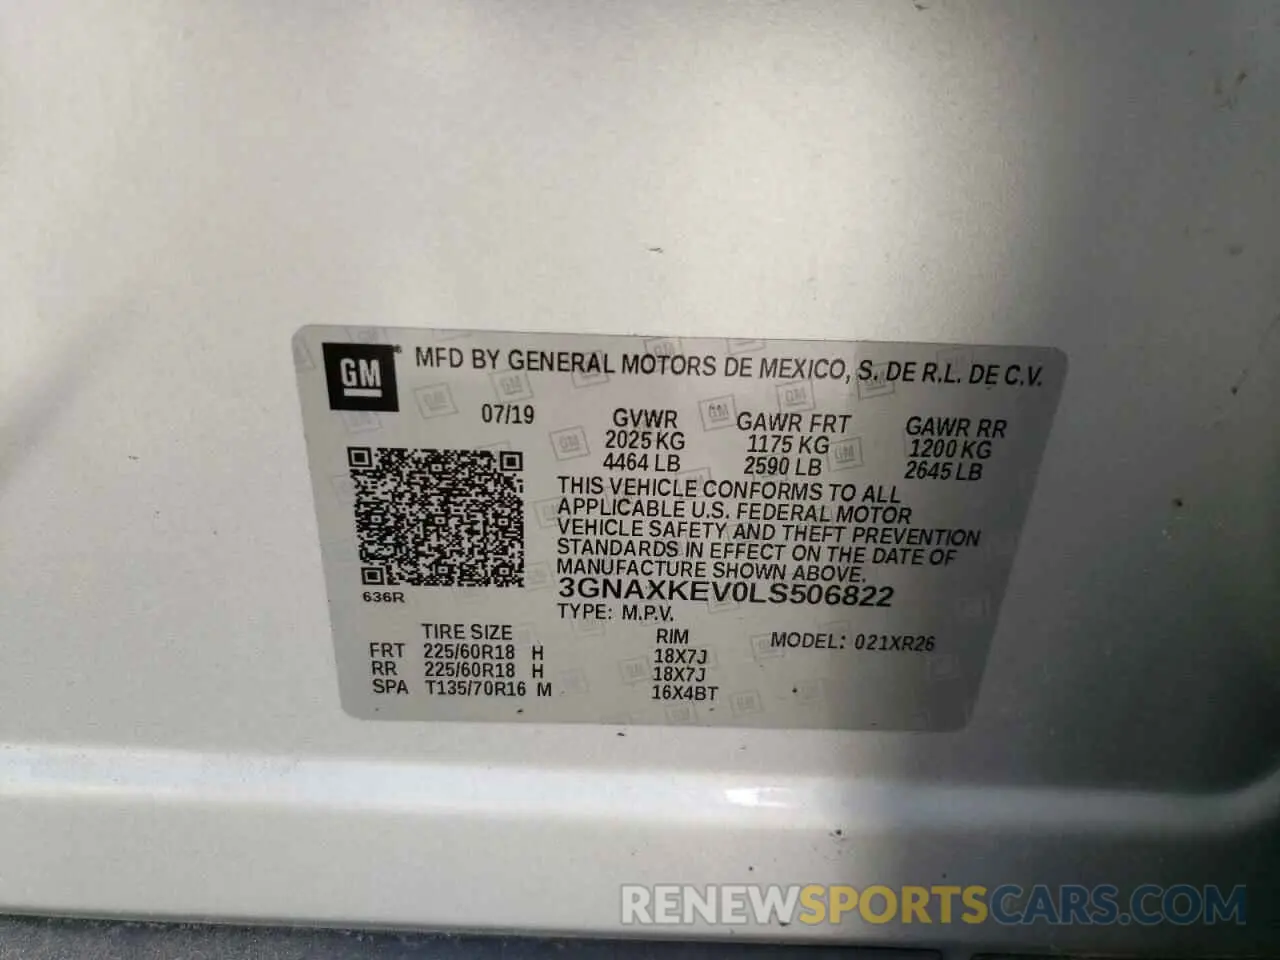 GM
MFD BY GENERAL MOTORS DE MEXICO, S. DE R.L. DE C.V.
07/19 GVWR GAWR FRT GAWR RR
2025 KG 1175 KG 1200 KG
4464 LB 2590 LB 2645 LB
THIS VEHICLE CONFORMS TO ALL
APPLICABLE U.S. FEDERAL MOTOR
VEHICLE SAFETY AND THEFT PREVENTION
STANDARDS IN EFFECT ON THE DATE OF
MANUFACTURE SHOWN ABOVE.
636R
3GNAXKEV0LS506822
TYPE: M.P.V.
TIRE SIZE RIM MODEL: 021XR26
FRT 225/60R18 H 18X7J
RR 225/60R18 H 18X7J
SPA T135/70R16 M 16X4BT
RENEWSPORTSCARS.COM